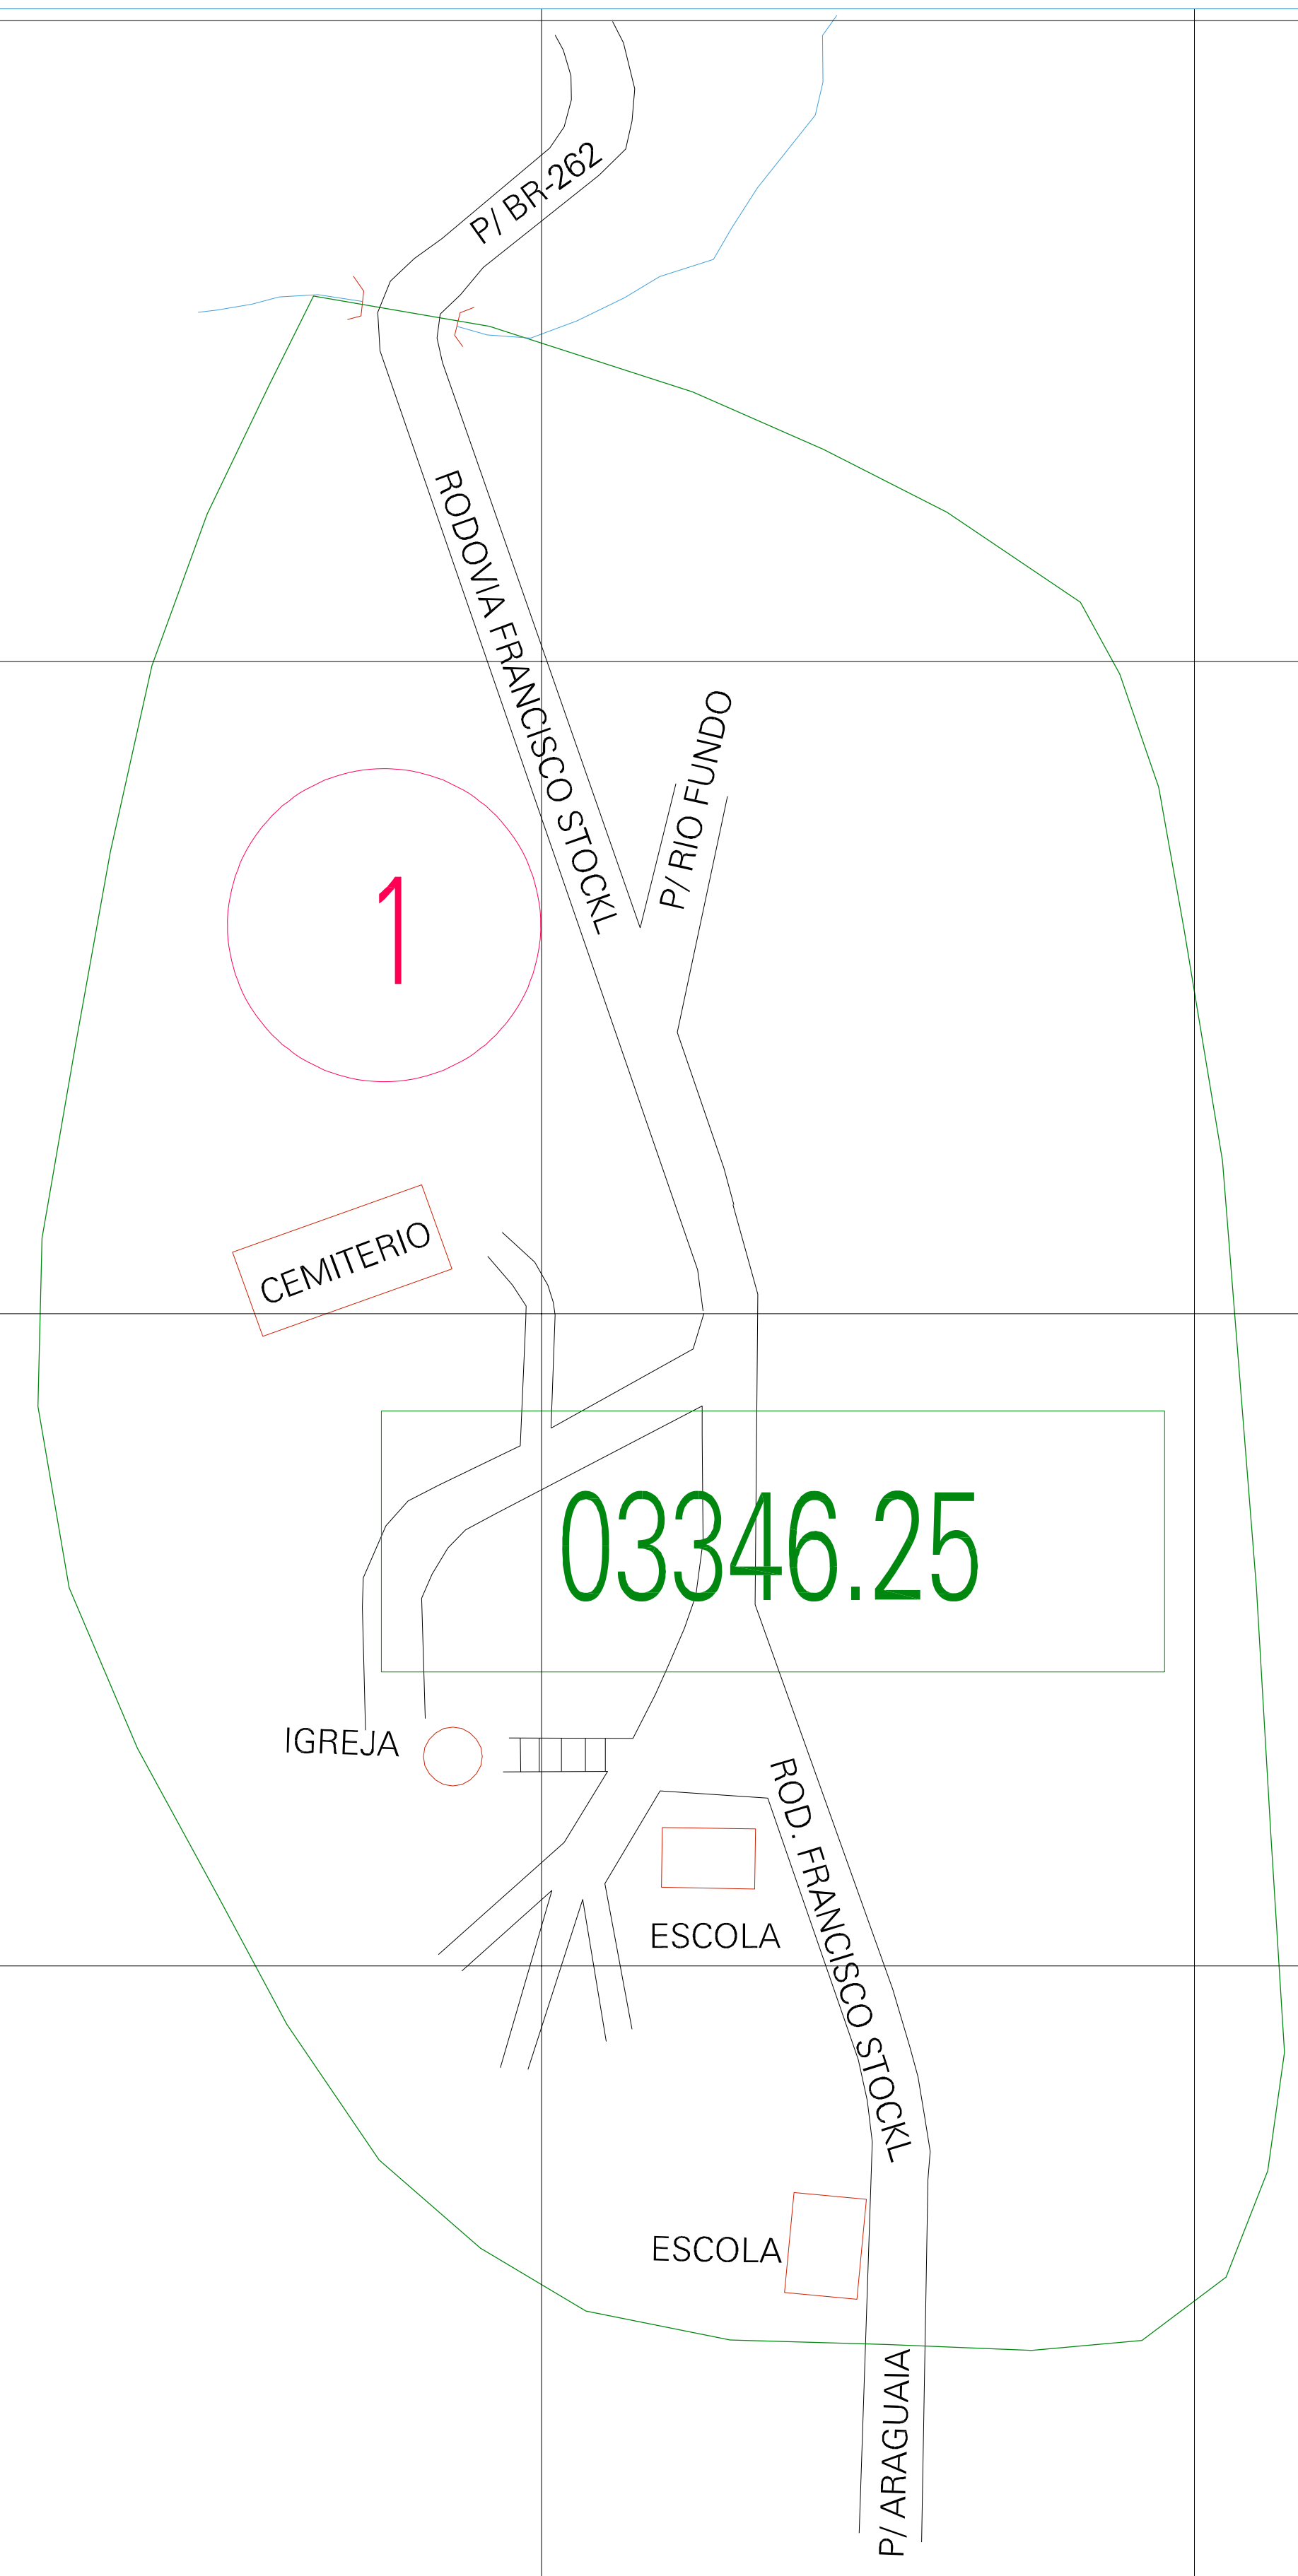 P/ BR-262
RODOVIA FRANCISCO STOCKL
P/ RIO FUNDO
1
CEMITERIO
03346.25
IGREJA
ROD. FRANCISCO STOCKL
ESCOLA
ESCOLA
P/ ARAGUAIA